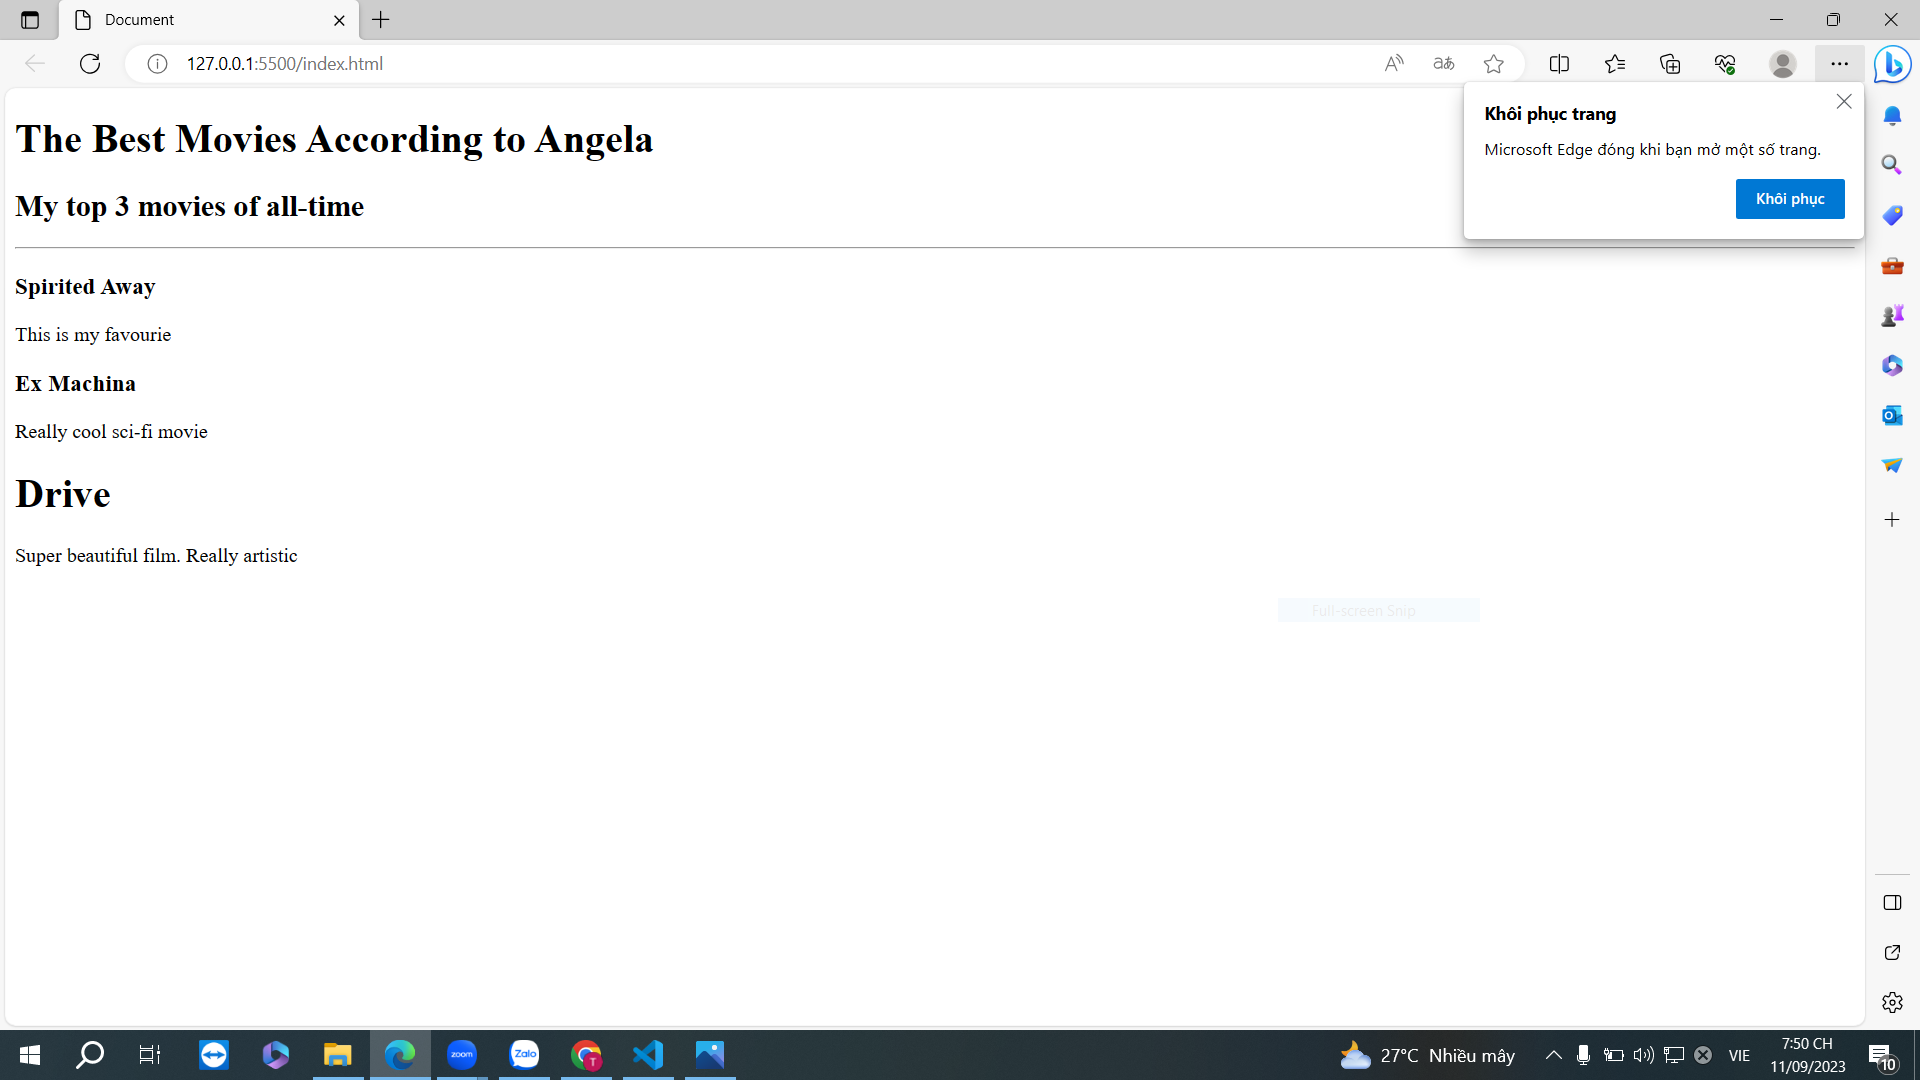 Document
127.0.0.1:5500/index.html
Khôi phục trang
Microsoft Edge đóng khi bạn mở một số trang.
Khôi phục
The Best Movies According to Angela
My top 3 movies of all-time
Spirited Away
This is my favourie
Ex Machina
Really cool sci-fi movie
Drive
Super beautiful film. Really artistic
Full-screen Snip
zoom
Zalo
T
27°C Nhiều mây
VIE
7:50 CH
11/09/2023
10